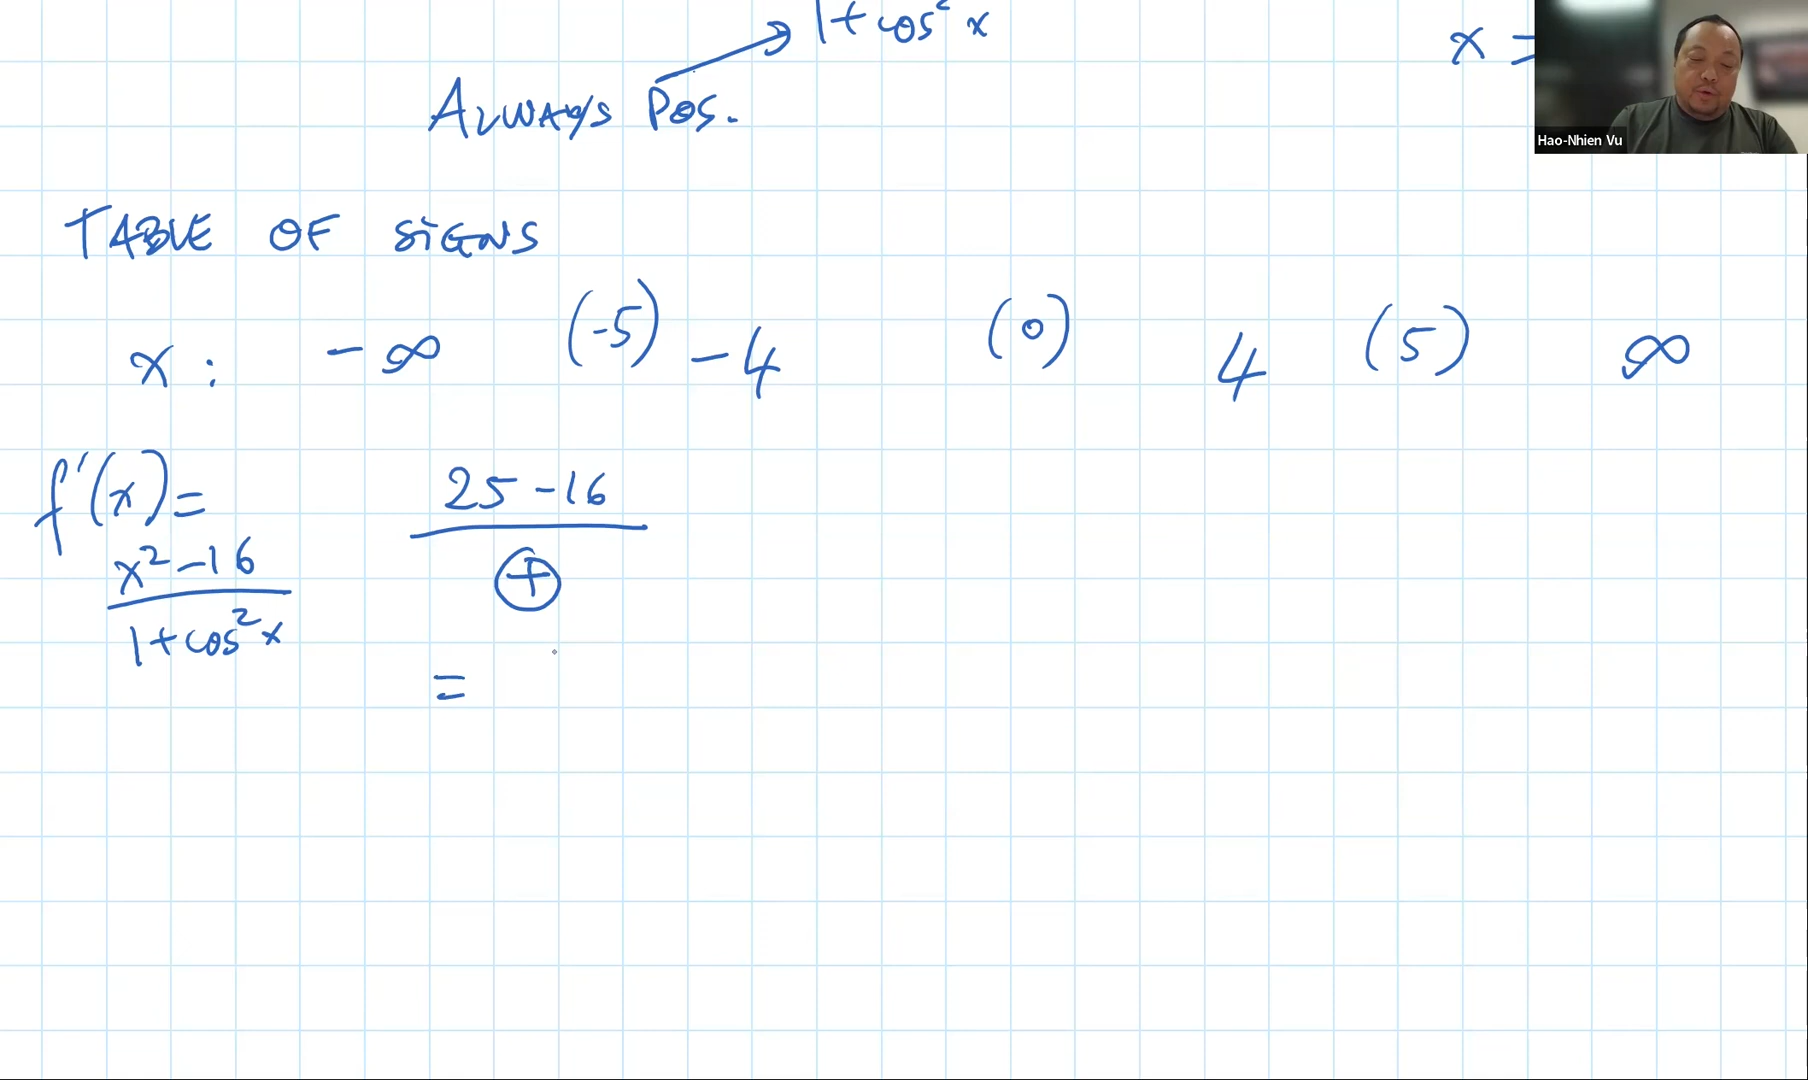 1 + cos² x
x =
Always Pos.
Hao-Nhien Vu
TABLE OF SIGNS
x : -∞ (-5) -4 (0) 4 (5) ∞
f'(x) =
x² - 16
1 + cos² x
25 - 16
+
=